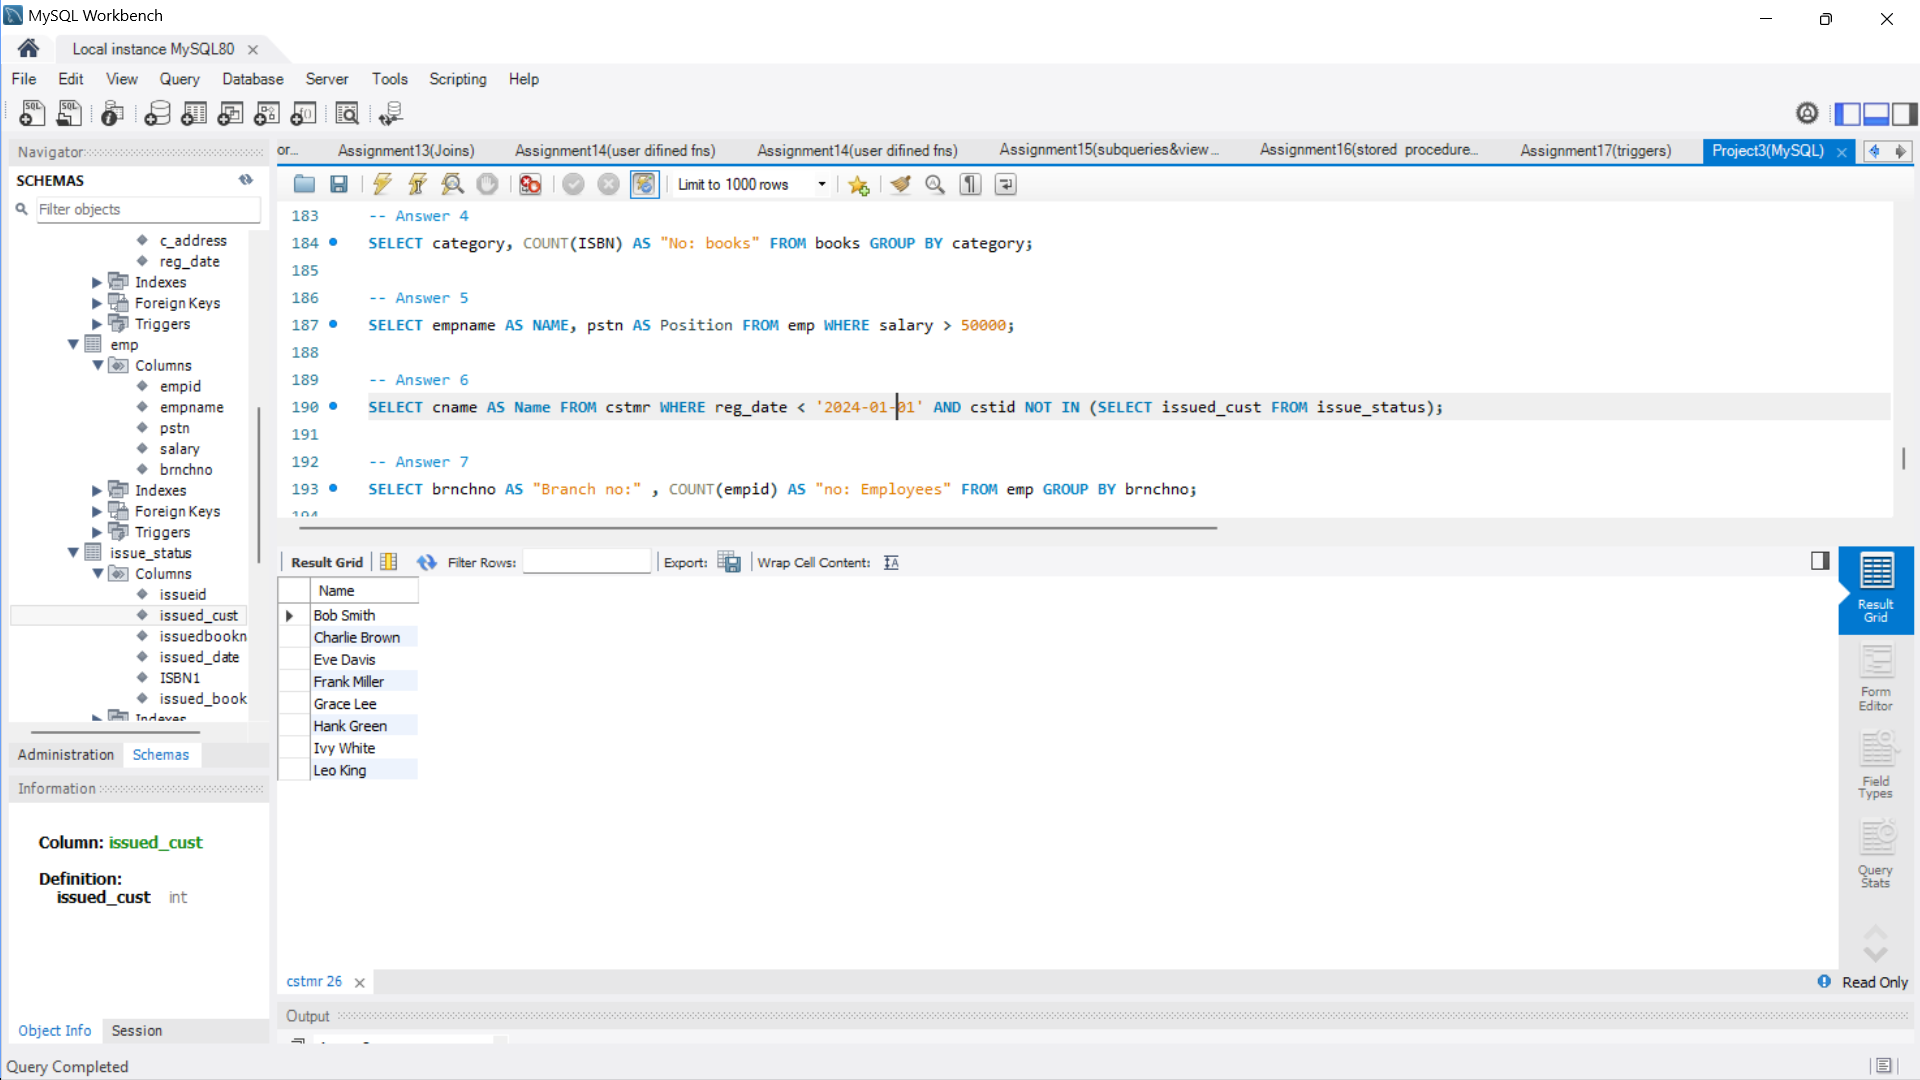 MySQL Workbench
Local instance MySQL80
File Edit View Query Database Server Tools Scripting Help
Navigator
SCHEMAS
Filter objects
c_address
reg_date
Indexes
Foreign Keys
Triggers
emp
Columns
empid
empname
pstn
salary
brnchno
Indexes
Foreign Keys
Triggers
issue_status
Columns
issueid
issued_cust
issuedbookn
issued_date
ISBN1
issued_book
Indexes
Administration Schemas
Information
Column: issued_cust
Definition:
issued_cust int
Object Info Session
or... Assignment13(Joins) Assignment14(user difined fns) Assignment14(user difined fns) Assignment15(subqueries&view... Assignment16(stored procedure... Assignment17(triggers) Project3(MySQL)
Limit to 1000 rows
183 -- Answer 4
184 SELECT category, COUNT(ISBN) AS "No: books" FROM books GROUP BY category;
185
186 -- Answer 5
187 SELECT empname AS NAME, pstn AS Position FROM emp WHERE salary > 50000;
188
189 -- Answer 6
190 SELECT cname AS Name FROM cstmr WHERE reg_date < '2024-01-01' AND cstid NOT IN (SELECT issued_cust FROM issue_status);
191
192 -- Answer 7
193 SELECT brnchno AS "Branch no:" , COUNT(empid) AS "no: Employees" FROM emp GROUP BY brnchno;
194
Result Grid Filter Rows: Export: Wrap Cell Content:
Name
Bob Smith
Charlie Brown
Eve Davis
Frank Miller
Grace Lee
Hank Green
Ivy White
Leo King
Result
Grid
Form
Editor
Field
Types
Query
Stats
cstmr 26
Read Only
Output
Query Completed